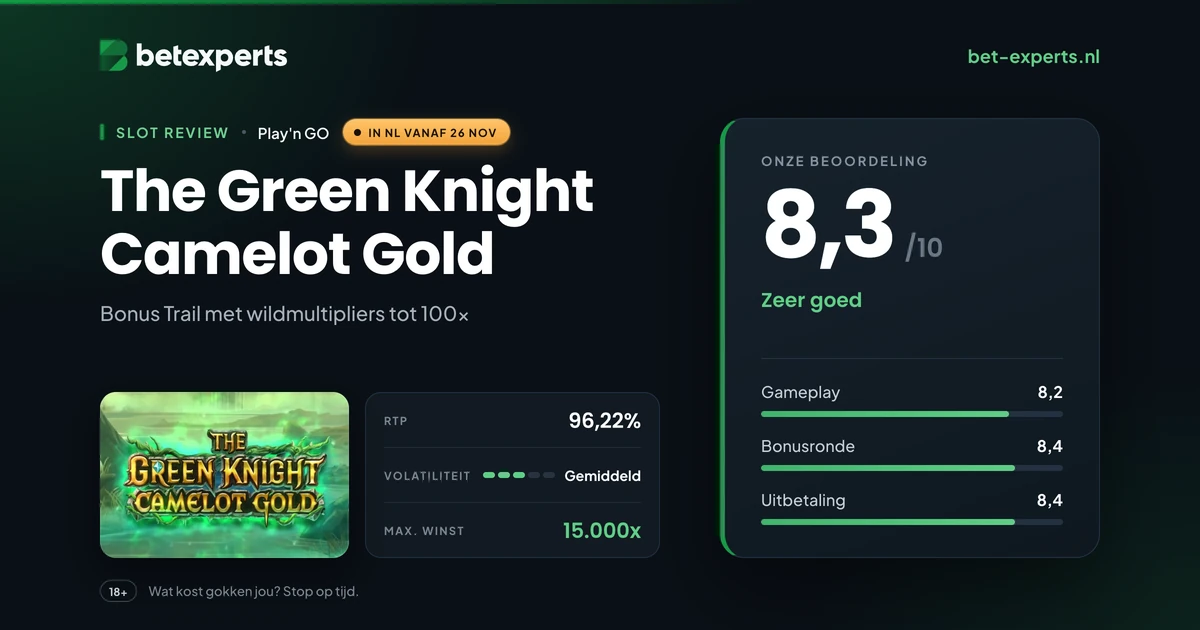 betexperts
bet-experts.nl
SLOT REVIEW • Play'n GO
IN NL VANAF 26 NOV
The Green Knight
Camelot Gold
Bonus Trail met wildmultipliers tot 100×
THE
GREEN KNIGHT
CAMELOT GOLD
RTP 96,22%
VOLATILITEIT Gemiddeld
MAX. WINST 15.000x
18+ Wat kost gokken jou? Stop op tijd.
ONZE BEOORDELING
8,3 /10
Zeer goed
Gameplay 8,2
Bonusronde 8,4
Uitbetaling 8,4